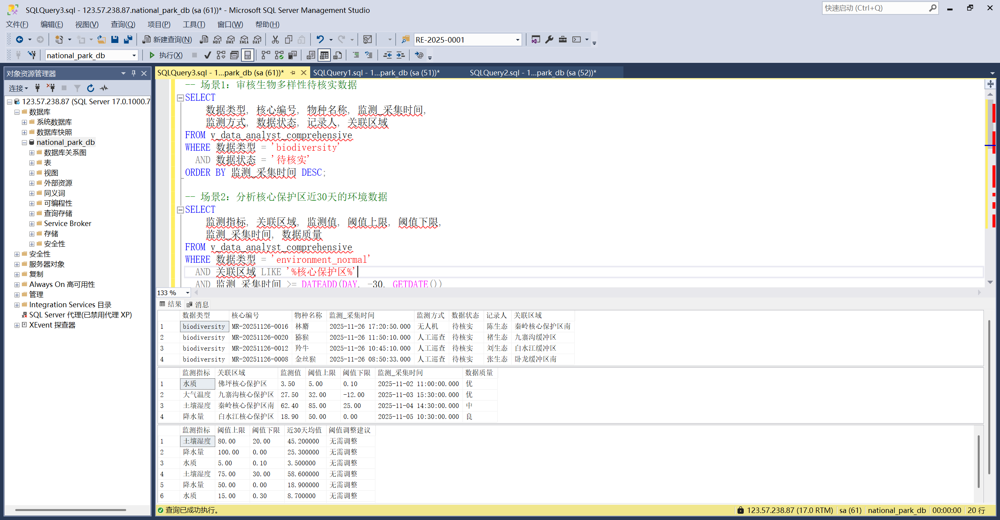 SQLQuery3.sql - 123.57.238.87.national_park_db (sa (61))* - Microsoft SQL Server Management Studio
快速启动 (Ctrl+Q)
文件(F) 编辑(E) 视图(V) 查询(Q) 项目(P) 工具(T) 窗口(W) 帮助(H)
新建查询(N) MDX DMX XMLA DAX RE-2025-0001
national_park_db 执行(X)
对象资源管理器
连接
123.57.238.87 (SQL Server 17.0.1000.7
数据库
系统数据库
数据库快照
national_park_db
数据库关系图
表
视图
外部资源
同义词
可编程性
查询存储
Service Broker
存储
安全性
安全性
服务器对象
复制
Always On 高可用性
管理
Integration Services 目录
SQL Server 代理(已禁用代理 XP)
XEvent 探查器
SQLQuery3.sql - 1...park_db (sa (61))* SQLQuery1.sql - 1...park_db (sa (51))* SQLQuery2.sql - 1...park_db (sa (52))*
-- 场景1：审核生物多样性待核实数据
SELECT
数据类型, 核心编号, 物种名称, 监测_采集时间,
监测方式, 数据状态, 记录人, 关联区域
FROM v_data_analyst_comprehensive
WHERE 数据类型 = 'biodiversity'
AND 数据状态 = '待核实'
ORDER BY 监测_采集时间 DESC;
-- 场景2：分析核心保护区近30天的环境数据
SELECT
监测指标, 关联区域, 监测值, 阈值上限, 阈值下限,
监测_采集时间, 数据质量
FROM v_data_analyst_comprehensive
WHERE 数据类型 = 'environment_normal'
AND 关联区域 LIKE '%核心保护区%'
AND 监测_采集时间 >= DATEADD(DAY, -30, GETDATE())
133 %
结果 消息
数据类型 核心编号 物种名称 监测_采集时间 监测方式 数据状态 记录人 关联区域
1 biodiversity MR-20251126-0016 林麝 2025-11-26 17:20:50.000 无人机 待核实 陈生态 秦岭核心保护区南
2 biodiversity MR-20251126-0020 猕猴 2025-11-26 11:50:10.000 人工巡查 待核实 褚生态 九寨沟缓冲区
3 biodiversity MR-20251126-0012 羚牛 2025-11-26 10:45:10.000 人工巡查 待核实 刘生态 白水江缓冲区
4 biodiversity MR-20251126-0008 金丝猴 2025-11-26 08:50:33.000 人工巡查 待核实 张生态 卧龙缓冲区南
监测指标 关联区域 监测值 阈值上限 阈值下限 监测_采集时间 数据质量
1 水质 佛坪核心保护区 3.50 5.00 0.10 2025-11-02 11:00:00.000 优
2 大气温度 九寨沟核心保护区 27.50 32.00 -12.00 2025-11-03 15:30:00.000 优
3 土壤湿度 秦岭核心保护区南 62.40 85.00 25.00 2025-11-04 14:30:00.000 中
4 降水量 白水江核心保护区 18.90 50.00 0.00 2025-11-05 10:30:00.000 良
监测指标 阈值上限 阈值下限 近30天均值 阈值调整建议
1 土壤湿度 80.00 20.00 45.200000 无需调整
2 降水量 100.00 0.00 25.300000 无需调整
3 水质 5.00 0.10 3.500000 无需调整
4 土壤湿度 75.00 30.00 58.600000 无需调整
5 降水量 50.00 0.00 18.900000 无需调整
6 水质 15.00 0.30 8.700000 无需调整
查询已成功执行。 123.57.238.87 (17.0 RTM) sa (61) national_park_db 00:00:00 20 行